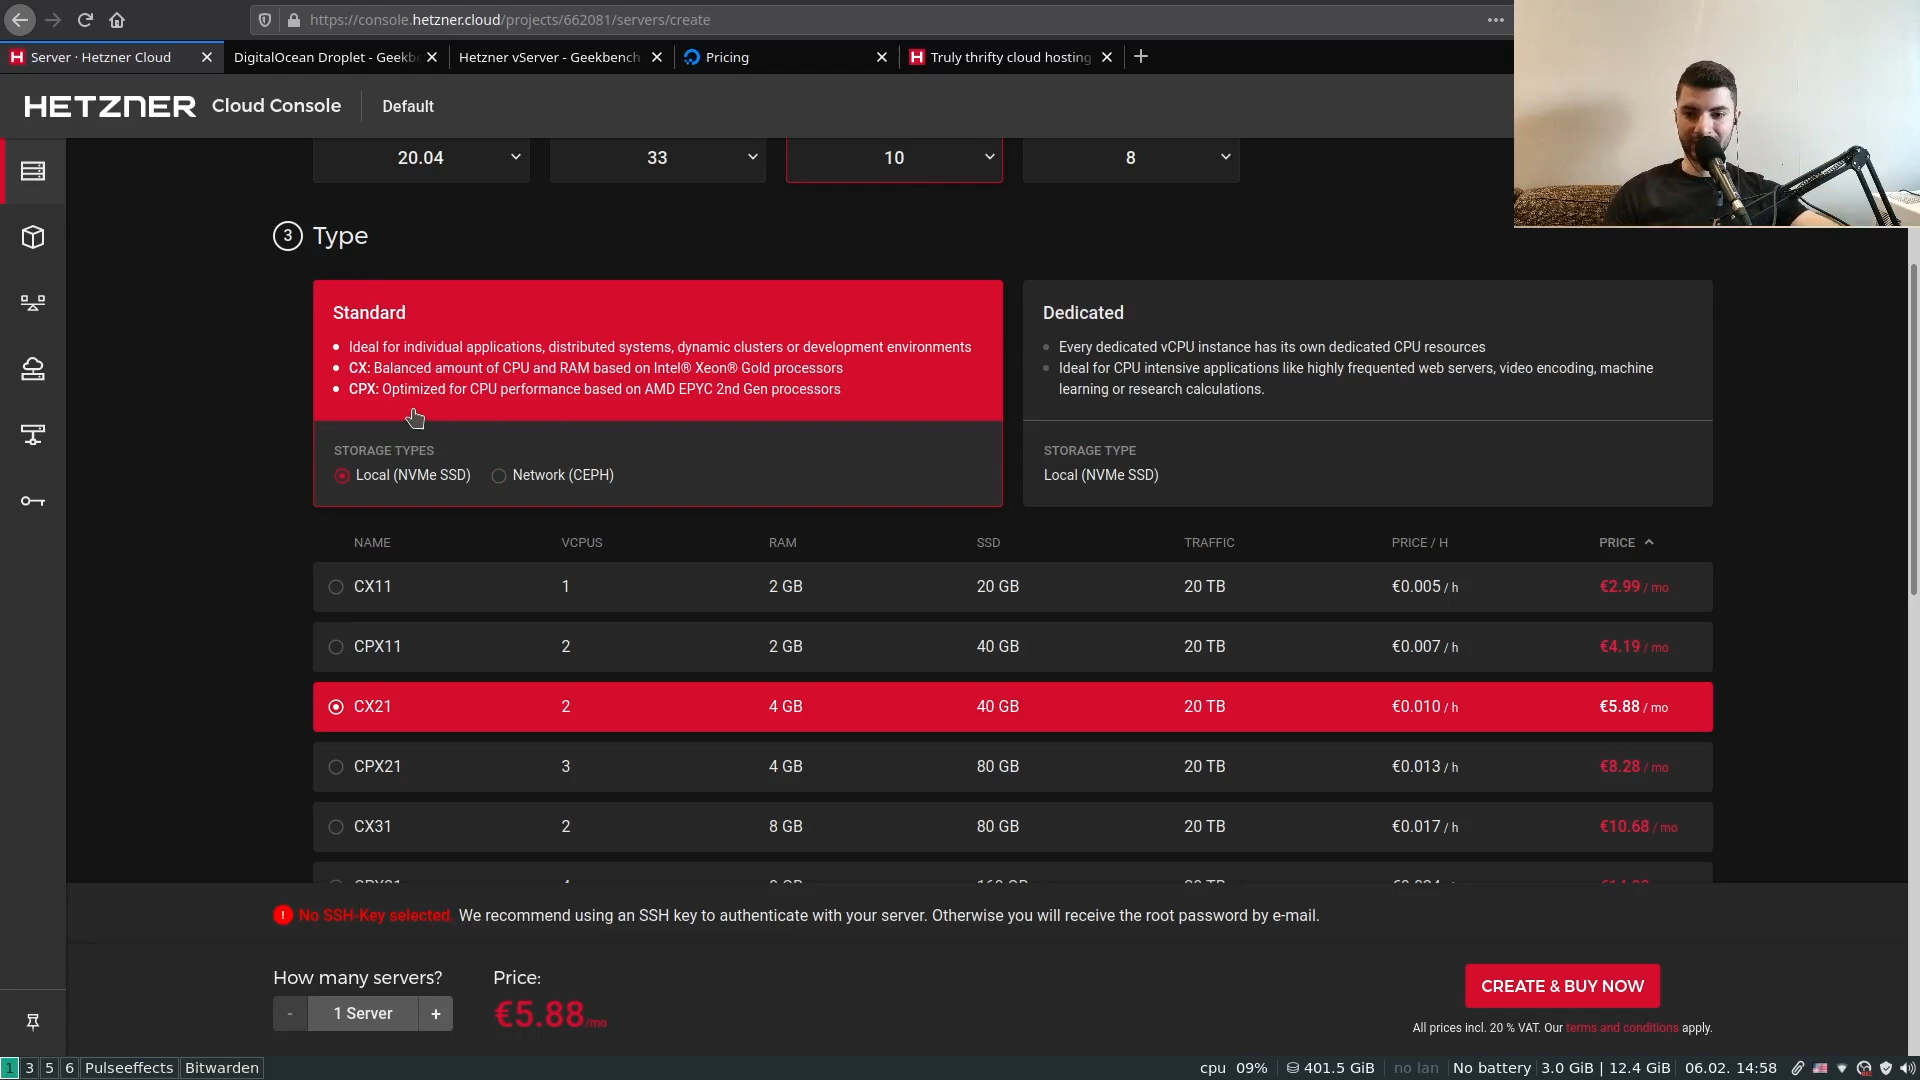 https://console.hetzner.cloud/projects/662081/servers/create
Server · Hetzner Cloud
DigitalOcean Droplet - Geekb
Hetzner vServer - Geekbench
Pricing
Truly thrifty cloud hosting
HETZNER Cloud Console Default
20.04 33 10 8
3 Type
Standard
Ideal for individual applications, distributed systems, dynamic clusters or development environments
CX: Balanced amount of CPU and RAM based on Intel® Xeon® Gold processors
CPX: Optimized for CPU performance based on AMD EPYC 2nd Gen processors
STORAGE TYPES
Local (NVMe SSD) Network (CEPH)
Dedicated
Every dedicated vCPU instance has its own dedicated CPU resources
Ideal for CPU intensive applications like highly frequented web servers, video encoding, machine
learning or research calculations.
STORAGE TYPE
Local (NVMe SSD)
NAME VCPUS RAM SSD TRAFFIC PRICE / H PRICE
CX11 1 2 GB 20 GB 20 TB €0.005 / h €2.99 / mo
CPX11 2 2 GB 40 GB 20 TB €0.007 / h €4.19 / mo
CX21 2 4 GB 40 GB 20 TB €0.010 / h €5.88 / mo
CPX21 3 4 GB 80 GB 20 TB €0.013 / h €8.28 / mo
CX31 2 8 GB 80 GB 20 TB €0.017 / h €10.68 / mo
No SSH-Key selected. We recommend using an SSH key to authenticate with your server. Otherwise you will receive the root password by e-mail.
How many servers? Price:
- 1 Server + €5.88/mo
CREATE & BUY NOW
All prices incl. 20 % VAT. Our terms and conditions apply.
1 3 5 6 Pulseeffects Bitwarden cpu 09% 401.5 GiB no lan No battery 3.0 GiB | 12.4 GiB 06.02. 14:58